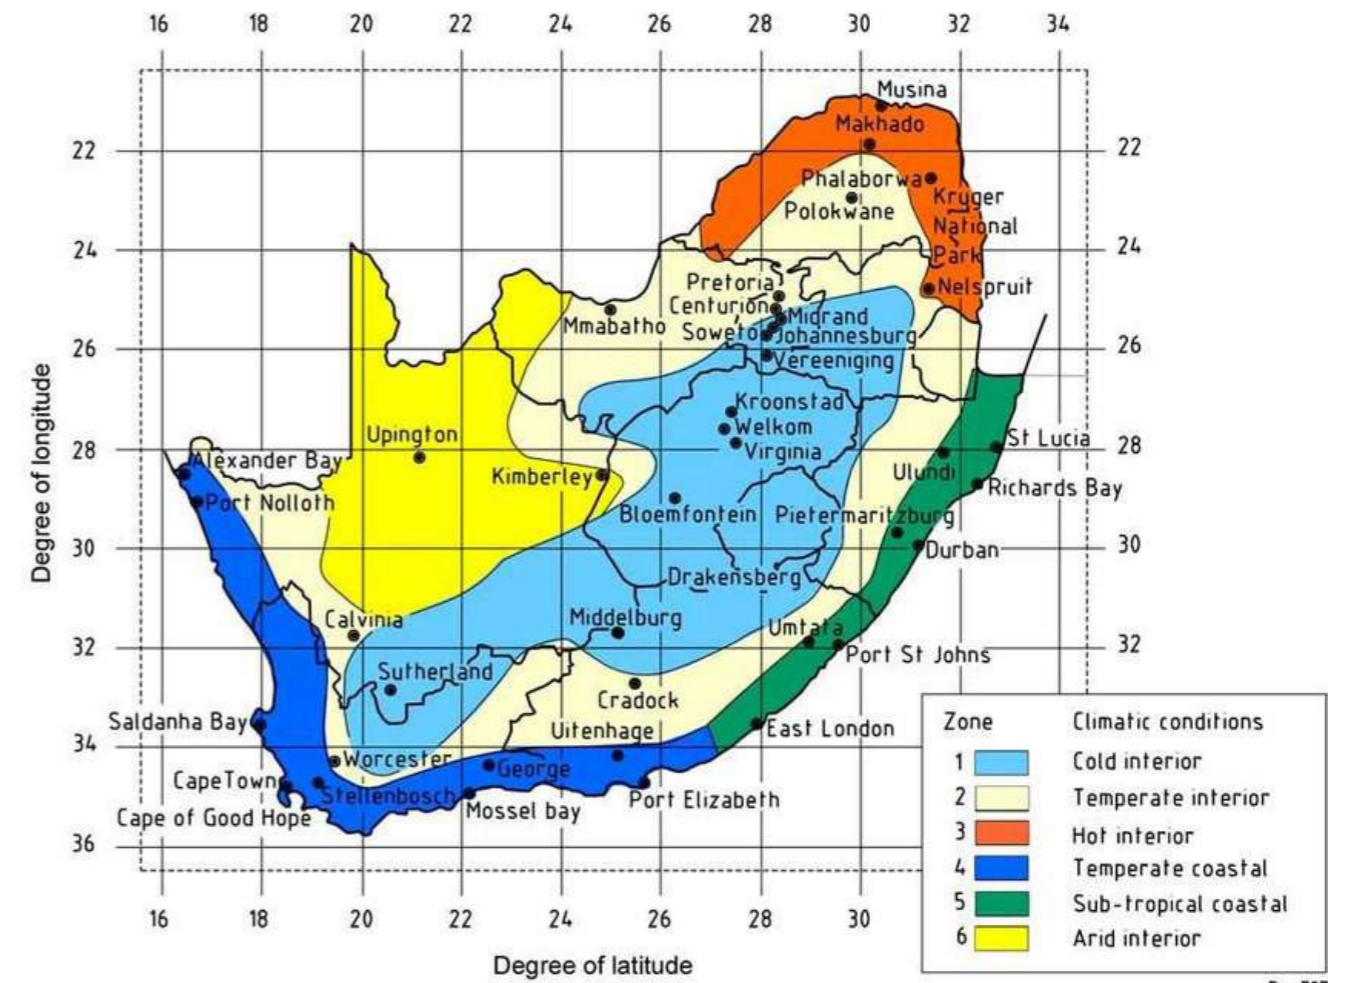 16 18 20 22 24 26 28 30 32 34
Musina
Makhado
22 22
Phalaborwa
Kruger
National
Park
Polokwane
24 24
Pretoria
Nelspruit
Centurion
Midrand
Mmabatho
Soweto
Johannesburg
26 26
Vereeniging
Kroonstad
Welkom
Virginia
Upington
St Lucia
28 28
Alexander Bay
Kimberley
Ulundi
Richards Bay
Port Nolloth
Bloemfontein
Pietermaritzburg
30 30
Durban
Drakensberg
Calvinia
Middelburg
Umtata
32 32
Port St Johns
Sutherland
Cradock
Saldanha Bay
Uitenhage
East London
34
Worcester
George
Cape Town
Stellenbosch
Mossel bay
Port Elizabeth
Cape of Good Hope
36
16 18 20 22 24 26 28 30
Degree of longitude
Degree of latitude
Zone Climatic conditions
1 Cold interior
2 Temperate interior
3 Hot interior
4 Temperate coastal
5 Sub-tropical coastal
6 Arid interior